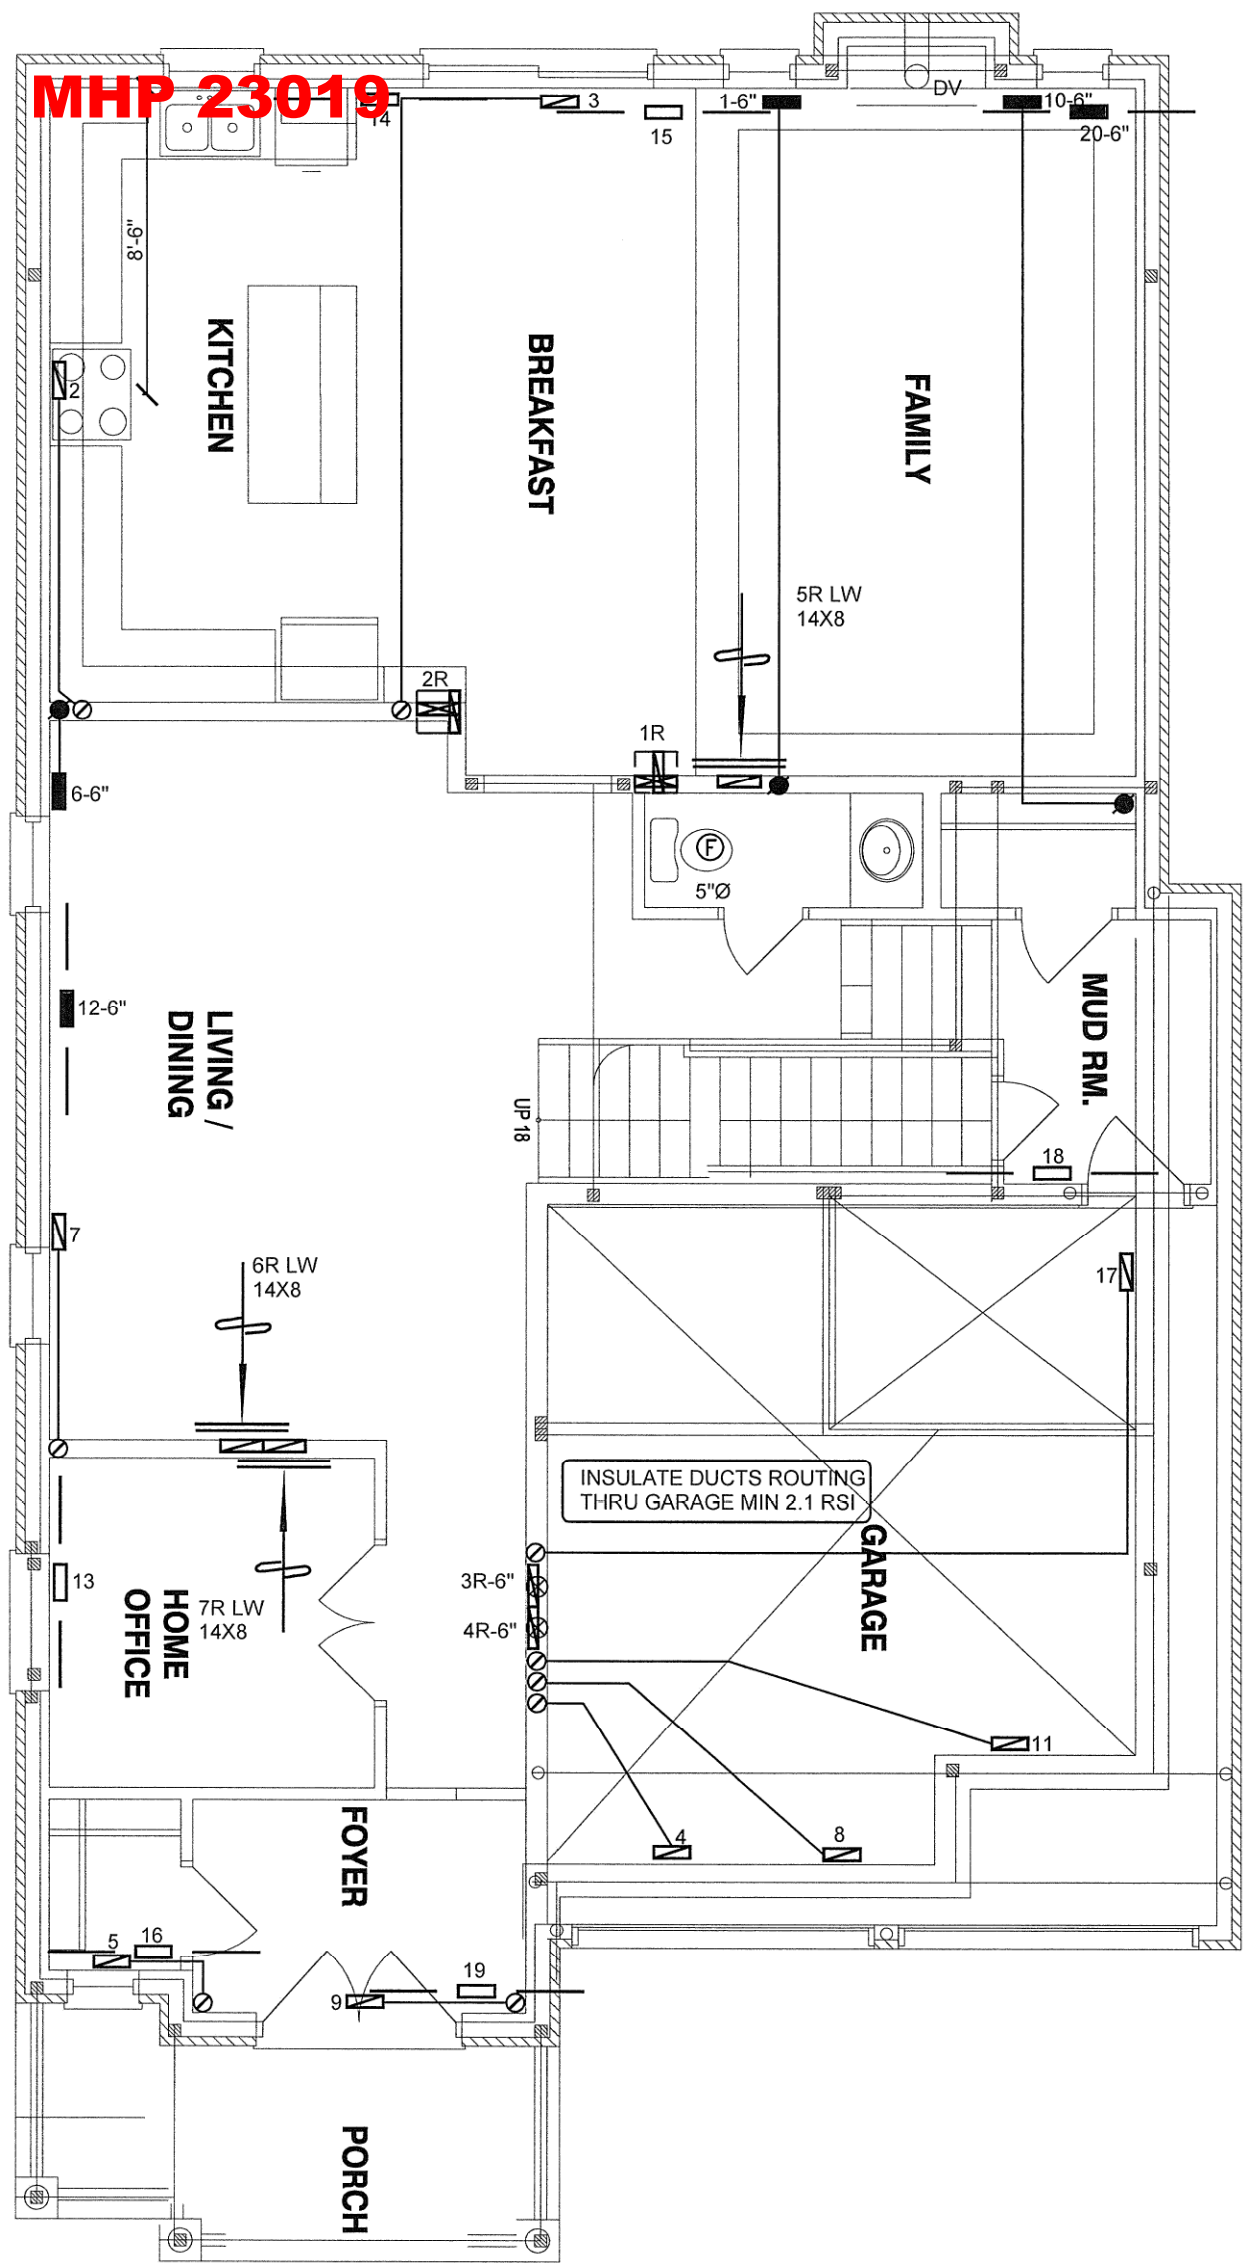 MHP 23019
14
3
15
1-6"
DV
10-6"
20-6"
8'-6"
2
KITCHEN
BREAKFAST
FAMILY
5R LW
14X8
2R
1R
6-6"
F
5"Ø
12-6"
LIVING /
DINING
MUD RM.
UP 18
18
7
6R LW
14X8
17
INSULATE DUCTS ROUTING
THRU GARAGE MIN 2.1 RSI
GARAGE
13
HOME
OFFICE
7R LW
14X8
3R-6"
4R-6"
11
4
8
FOYER
5
16
19
9
PORCH